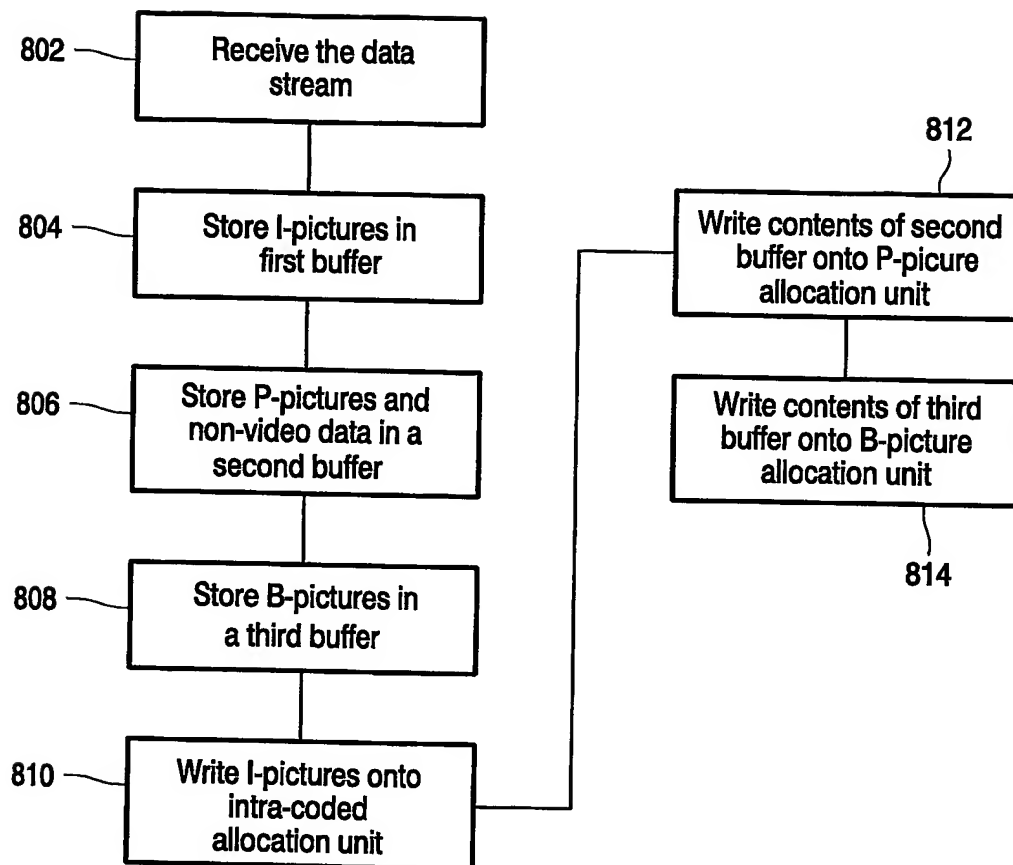 802
Receive the data
stream
804
Store I-pictures in
first buffer
806
Store P-pictures and
non-video data in a
second buffer
808
Store B-pictures in
a third buffer
810
Write I-pictures onto
intra-coded
allocation unit
812
Write contents of second
buffer onto P-picure
allocation unit
Write contents of third
buffer onto B-picture
allocation unit
814